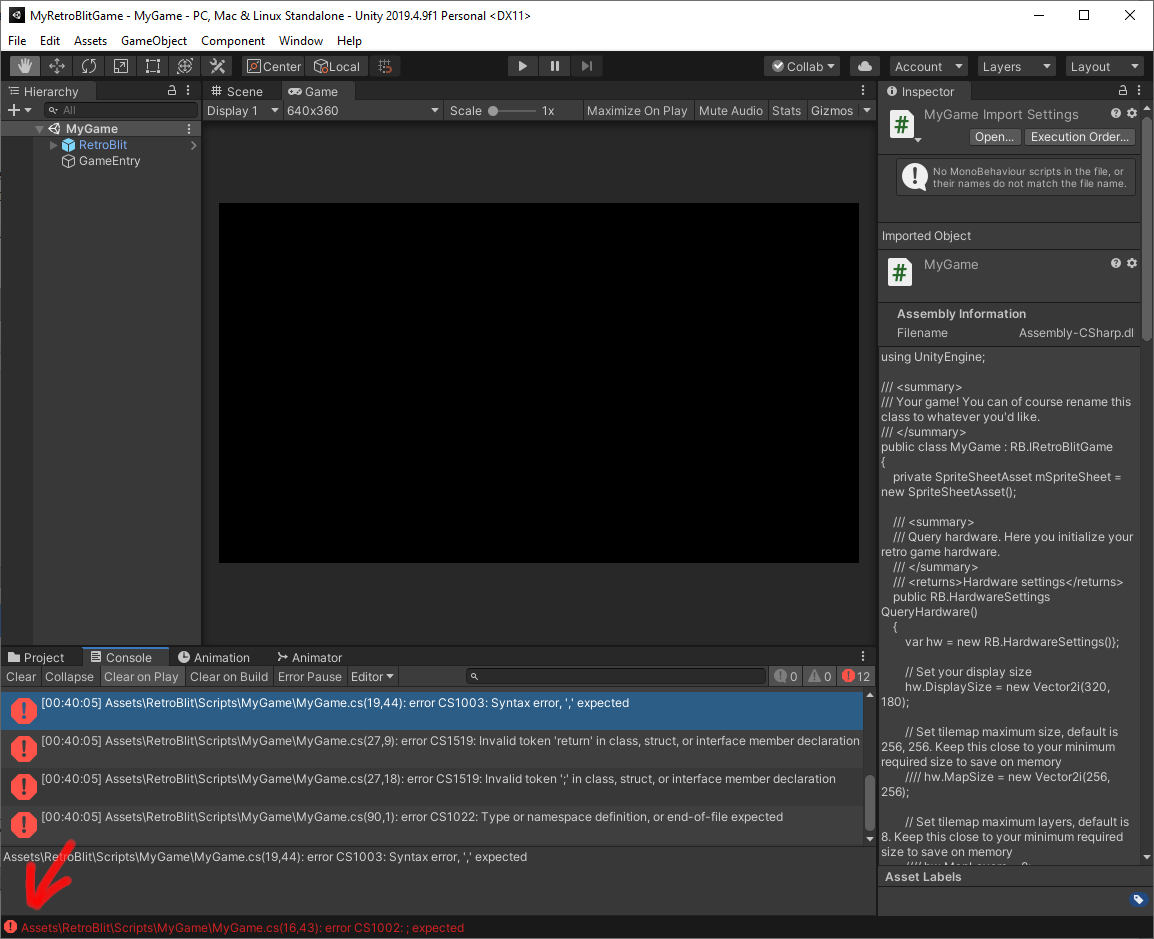 MyRetroBlitGame - MyGame - PC, Mac & Linux Standalone - Unity 2019.4.9f1 Personal <DX11>
File Edit Assets GameObject Component Window Help
Center Local Collab Account Layers Layout
Hierarchy
All
MyGame
RetroBlit
GameEntry
Scene Game
Display 1 640x360 Scale 1x Maximize On Play Mute Audio Stats Gizmos
Inspector
MyGame Import Settings
Open... Execution Order...
No MonoBehaviour scripts in the file, or
their names do not match the file name.
Imported Object
MyGame
Assembly Information
Filename Assembly-CSharp.dl
using UnityEngine;
/// <summary>
/// Your game! You can of course rename this
class to whatever you'd like.
/// </summary>
public class MyGame : RB.IRetroBlitGame
{
private SpriteSheetAsset mSpriteSheet =
new SpriteSheetAsset();
/// <summary>
/// Query hardware. Here you initialize your
retro game hardware.
/// </summary>
/// <returns>Hardware settings</returns>
public RB.HardwareSettings
QueryHardware()
{
var hw = new RB.HardwareSettings()};
// Set your display size
hw.DisplaySize = new Vector2i(320,
180);
// Set tilemap maximum size, default is
256, 256. Keep this close to your minimum
required size to save on memory
//// hw.MapSize = new Vector2i(256,
256);
// Set tilemap maximum layers, default is
8. Keep this close to your minimum required
size to save on memory
Asset Labels
Project Console Animation Animator
Clear Collapse Clear on Play Clear on Build Error Pause Editor 0 0 12
[00:40:05] Assets\RetroBlit\Scripts\MyGame\MyGame.cs(19,44): error CS1003: Syntax error, ',' expected
[00:40:05] Assets\RetroBlit\Scripts\MyGame\MyGame.cs(27,9): error CS1519: Invalid token 'return' in class, struct, or interface member declaration
[00:40:05] Assets\RetroBlit\Scripts\MyGame\MyGame.cs(27,18): error CS1519: Invalid token ';' in class, struct, or interface member declaration
[00:40:05] Assets\RetroBlit\Scripts\MyGame\MyGame.cs(90,1): error CS1022: Type or namespace definition, or end-of-file expected
Assets\RetroBlit\Scripts\MyGame\MyGame.cs(19,44): error CS1003: Syntax error, ',' expected
Assets\RetroBlit\Scripts\MyGame\MyGame.cs(16,43): error CS1002: ; expected